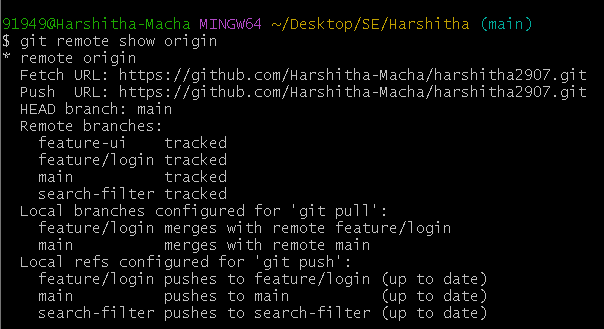 91949@Harshitha-Macha MINGW64 ~/Desktop/SE/Harshitha (main)
$ git remote show origin
* remote origin
  Fetch URL: https://github.com/Harshitha-Macha/harshitha2907.git
  Push  URL: https://github.com/Harshitha-Macha/harshitha2907.git
  HEAD branch: main
  Remote branches:
    feature-ui    tracked
    feature/login tracked
    main          tracked
    search-filter tracked
  Local branches configured for 'git pull':
    feature/login merges with remote feature/login
    main          merges with remote main
  Local refs configured for 'git push':
    feature/login pushes to feature/login (up to date)
    main          pushes to main          (up to date)
    search-filter pushes to search-filter (up to date)